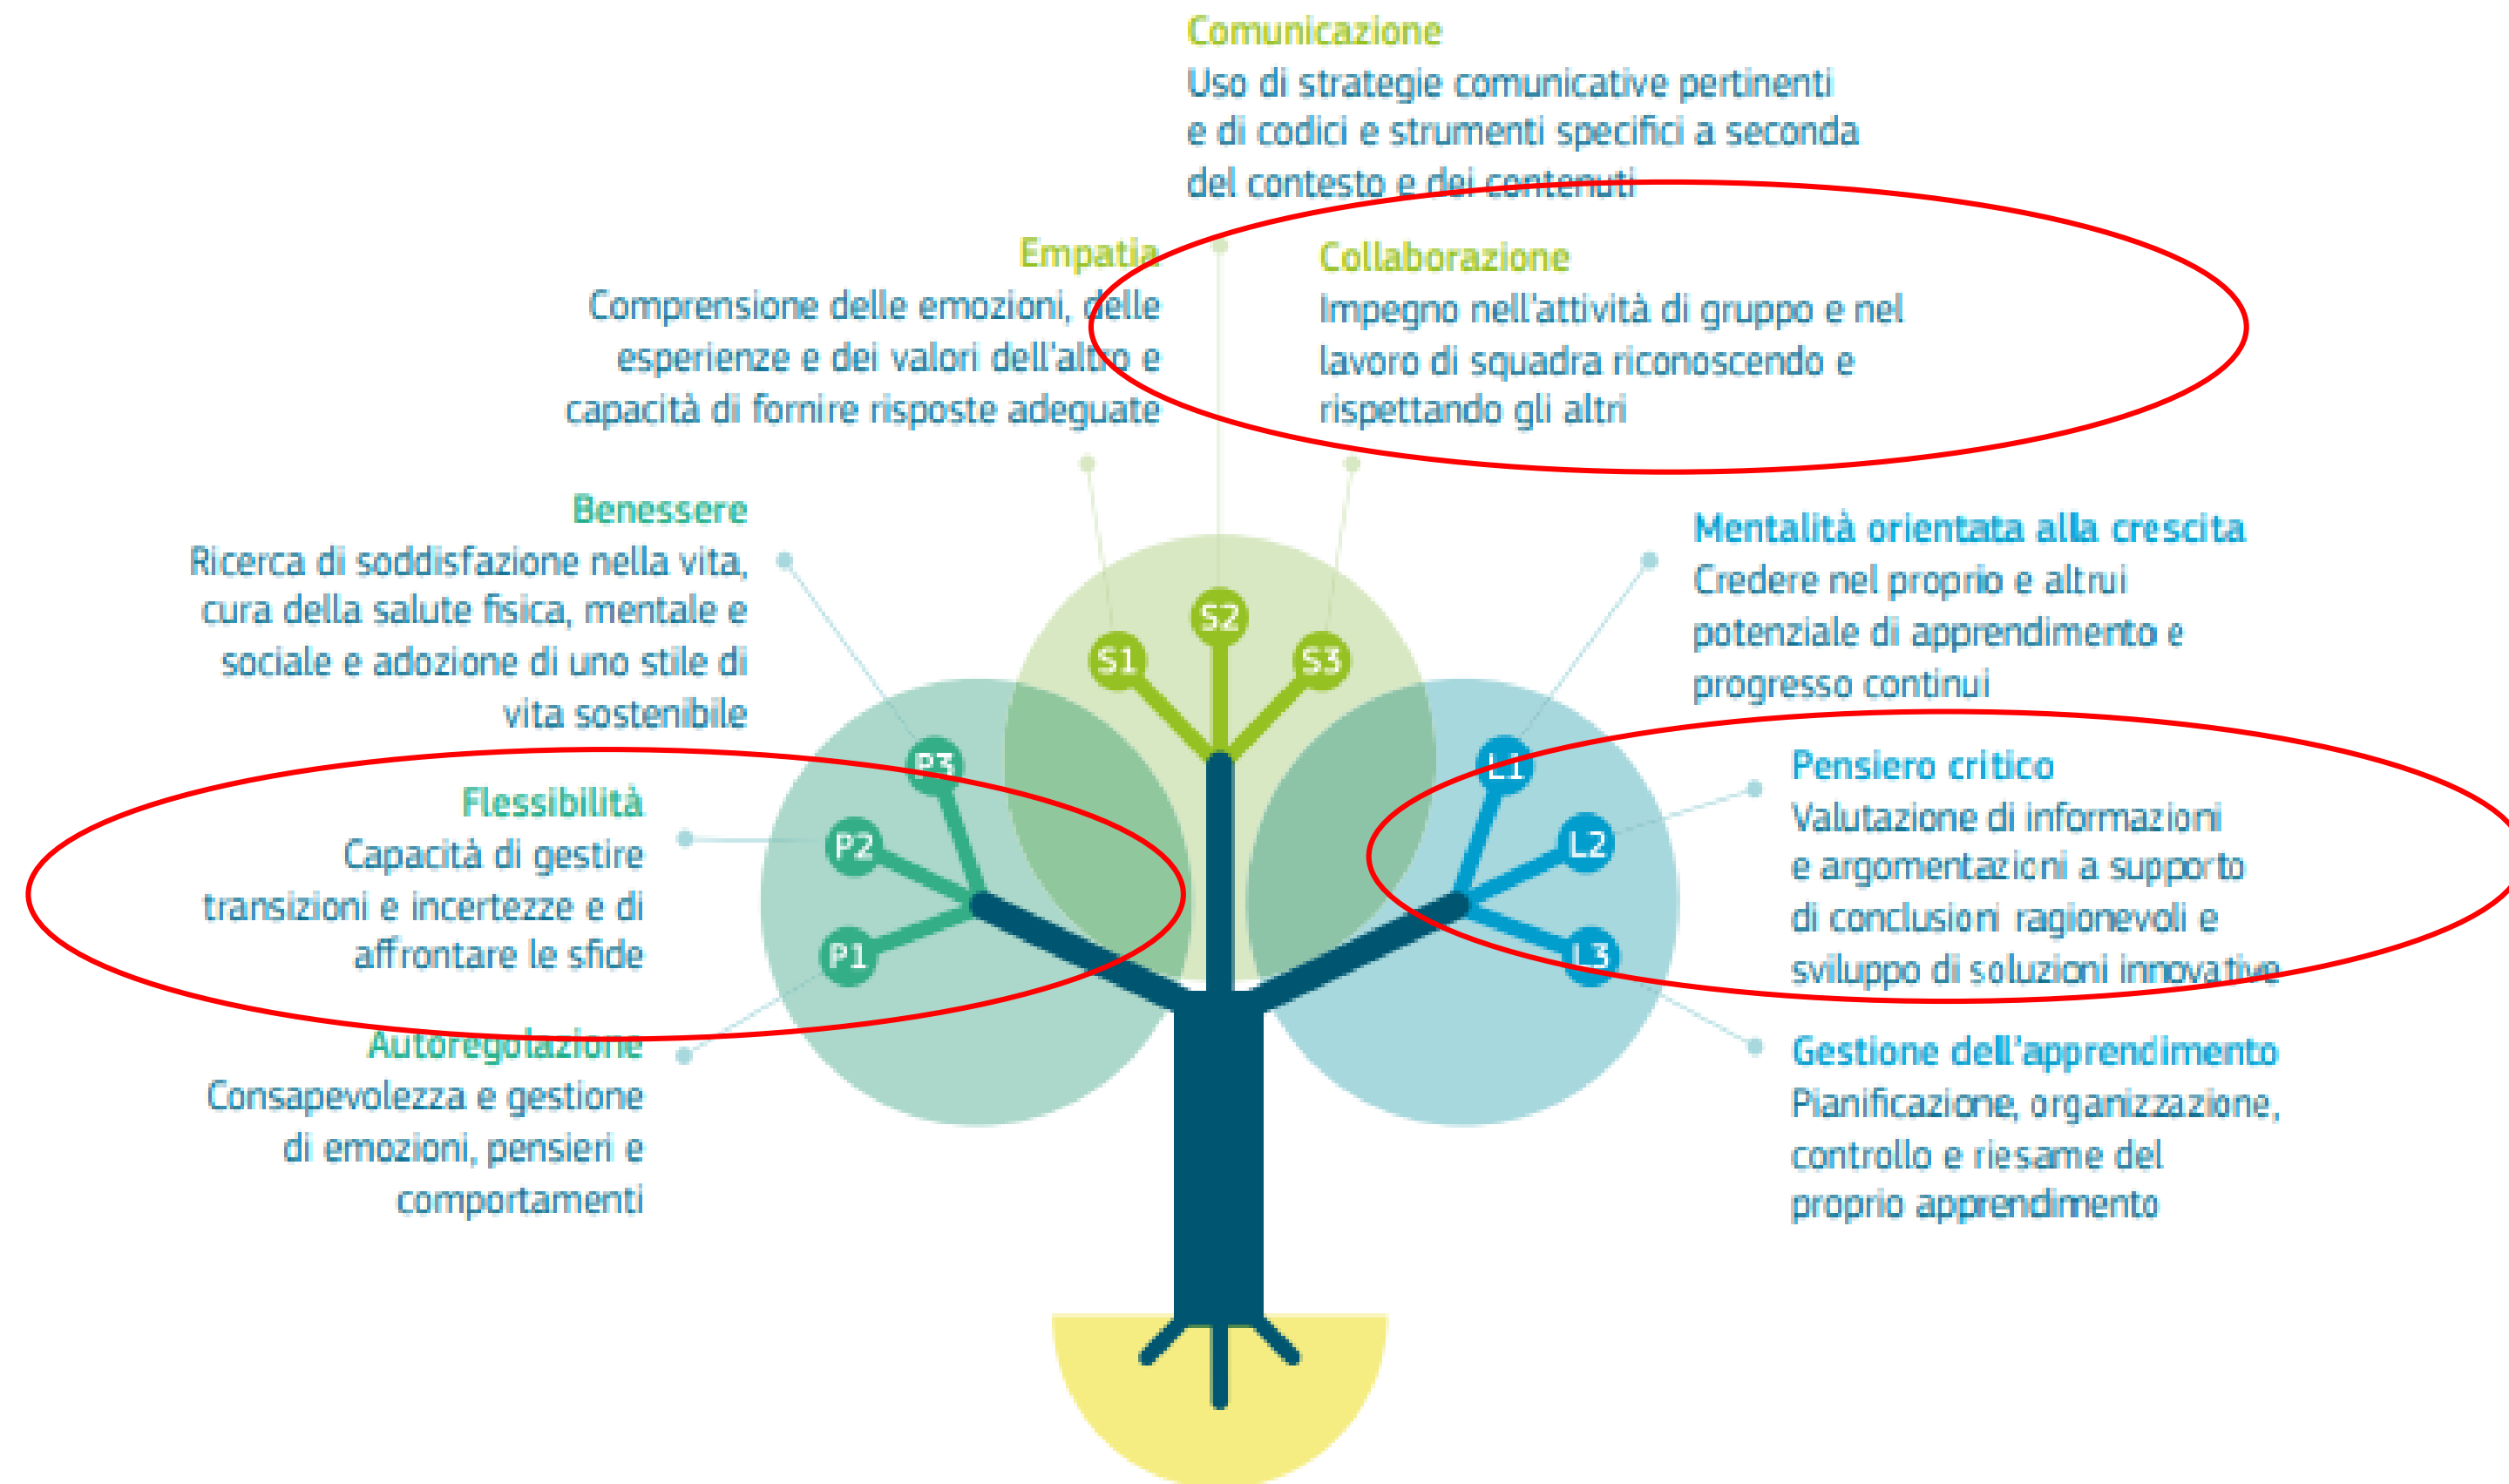 Comunicazione
Uso di strategie comunicative pertinenti
e di codici e strumenti specifici a seconda
del contesto e dei contenuti
Empatia
Comprensione delle emozioni, delle
esperienze e dei valori dell'altro e
capacità di fornire risposte adeguate
Collaborazione
Impegno nell'attività di gruppo e nel
lavoro di squadra riconoscendo e
rispettando gli altri
Benessere
Ricerca di soddisfazione nella vita,
cura della salute fisica, mentale e
sociale e adozione di uno stile di
vita sostenibile
Mentalità orientata alla crescita
Credere nel proprio e altrui
potenziale di apprendimento e
progresso continui
S1
S2
S3
P3
P2
P1
L1
L2
L3
Flessibilità
Capacità di gestire
transizioni e incertezze e di
affrontare le sfide
Pensiero critico
Valutazione di informazioni
e argomentazioni a supporto
di conclusioni ragionevoli e
sviluppo di soluzioni innovative
Autoregolazione
Consapevolezza e gestione
di emozioni, pensieri e
comportamenti
Gestione dell'apprendimento
Pianificazione, organizzazione,
controllo e riesame del
proprio apprendimento